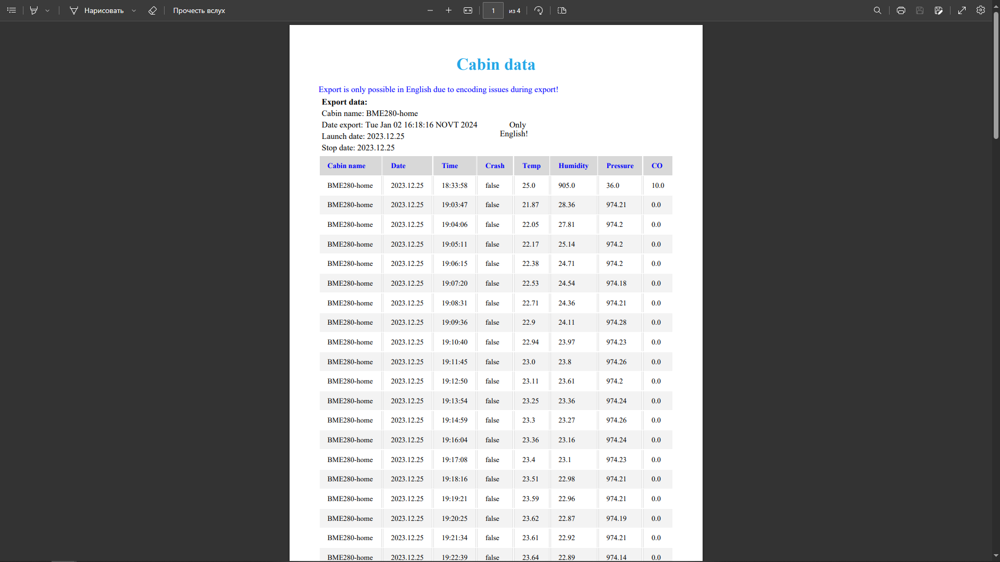 Нарисовать Прочесть вслух 1 из 4
Cabin data
Export is only possible in English due to encoding issues during export!
Export data:
Cabin name: BME280-home
Date export: Tue Jan 02 16:18:16 NOVT 2024
Launch date: 2023.12.25
Stop date: 2023.12.25
Only
English!
Cabin name Date Time Crash Temp Humidity Pressure CO
BME280-home 2023.12.25 18:33:58 false 25.0 905.0 36.0 10.0
BME280-home 2023.12.25 19:03:47 false 21.87 28.36 974.21 0.0
BME280-home 2023.12.25 19:04:06 false 22.05 27.81 974.2 0.0
BME280-home 2023.12.25 19:05:11 false 22.17 25.14 974.2 0.0
BME280-home 2023.12.25 19:06:15 false 22.38 24.71 974.2 0.0
BME280-home 2023.12.25 19:07:20 false 22.53 24.54 974.18 0.0
BME280-home 2023.12.25 19:08:31 false 22.71 24.36 974.21 0.0
BME280-home 2023.12.25 19:09:36 false 22.9 24.11 974.28 0.0
BME280-home 2023.12.25 19:10:40 false 22.94 23.97 974.23 0.0
BME280-home 2023.12.25 19:11:45 false 23.0 23.8 974.26 0.0
BME280-home 2023.12.25 19:12:50 false 23.11 23.61 974.2 0.0
BME280-home 2023.12.25 19:13:54 false 23.25 23.36 974.24 0.0
BME280-home 2023.12.25 19:14:59 false 23.3 23.27 974.26 0.0
BME280-home 2023.12.25 19:16:04 false 23.36 23.16 974.24 0.0
BME280-home 2023.12.25 19:17:08 false 23.4 23.1 974.23 0.0
BME280-home 2023.12.25 19:18:16 false 23.51 22.98 974.21 0.0
BME280-home 2023.12.25 19:19:21 false 23.59 22.96 974.21 0.0
BME280-home 2023.12.25 19:20:25 false 23.62 22.87 974.19 0.0
BME280-home 2023.12.25 19:21:34 false 23.61 22.92 974.21 0.0
BME280-home 2023.12.25 19:22:39 false 23.64 22.89 974.14 0.0